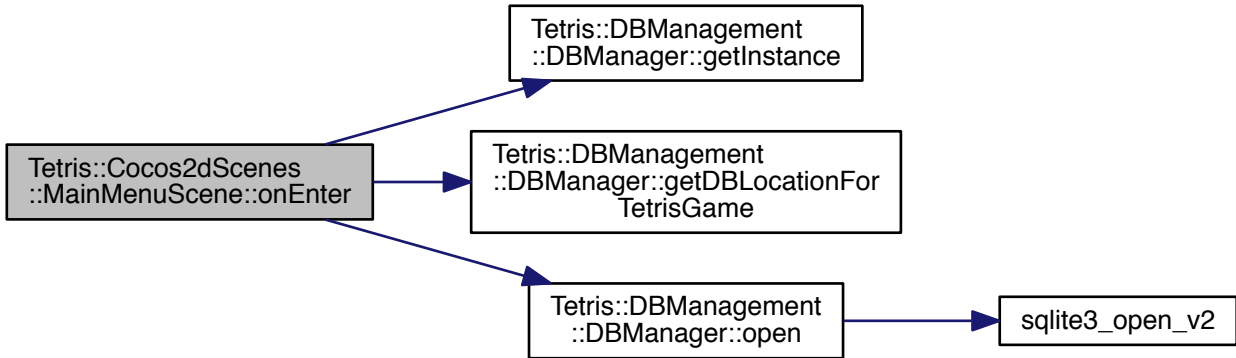 Tetris::DBManagement
::DBManager::getInstance
Tetris::Cocos2dScenes
::MainMenuScene::onEnter
Tetris::DBManagement
::DBManager::getDBLocationFor
TetrisGame
Tetris::DBManagement
::DBManager::open
sqlite3_open_v2